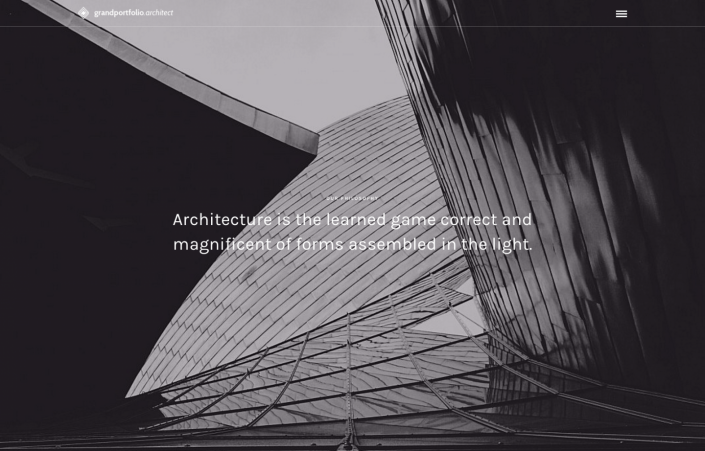 grandportfolio.architect
OUR PHILOSOPHY
Architecture is the learned game correct and
magnificent of forms assembled in the light.